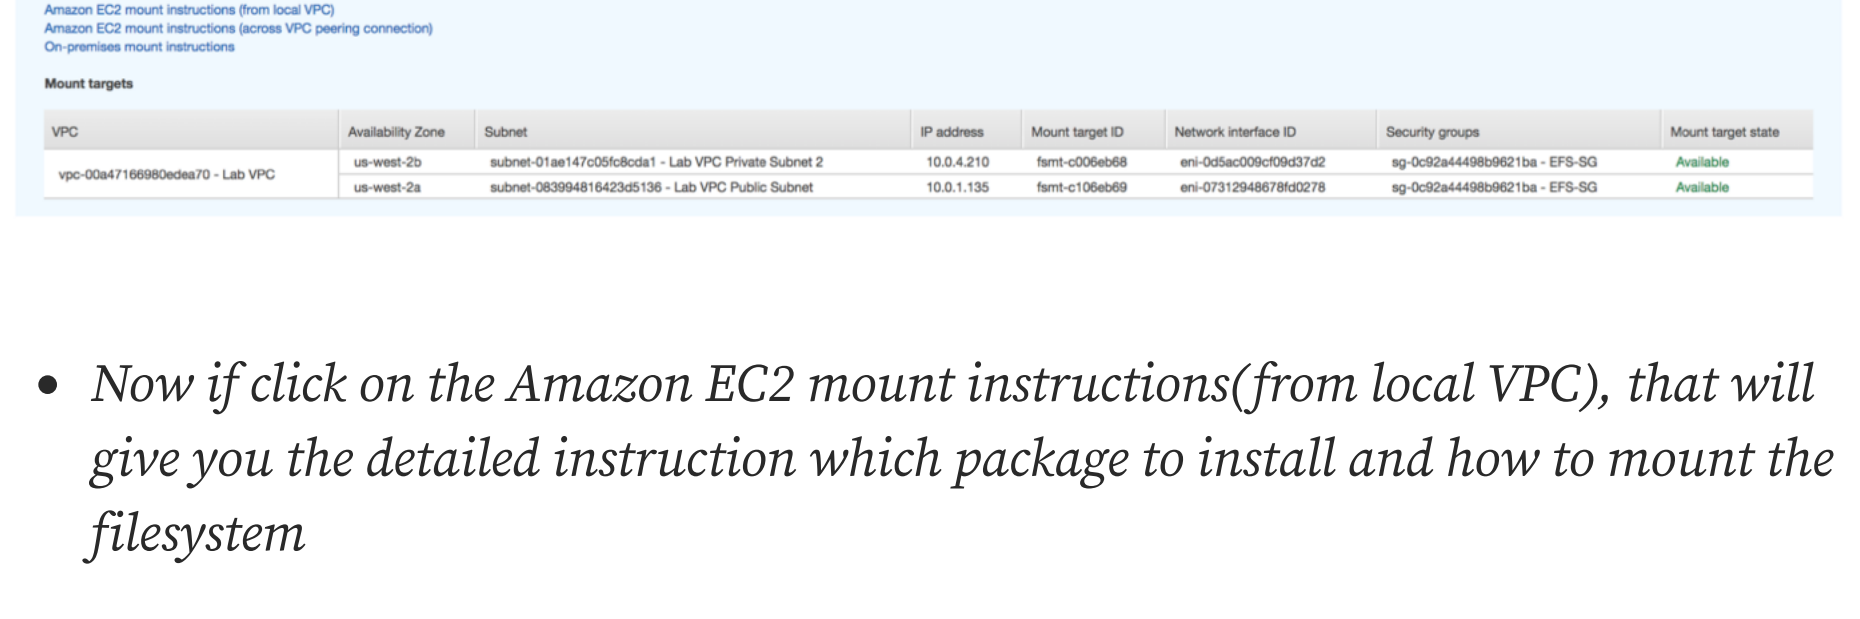 Amazon EC2 mount instructions (from local VPC)
Amazon EC2 mount instructions (across VPC peering connection)
On-premises mount instructions
Mount targets
VPC Availability Zone Subnet IP address Mount target ID Network interface ID Security groups Mount target state
vpc-00a47166980edea70 - Lab VPC
us-west-2b subnet-01ae147c05fc8cda1 - Lab VPC Private Subnet 2 10.0.4.210 fsmt-c006eb68 eni-0d5ac009cf09d37d2 sg-0c92a44498b9621ba - EFS-SG Available
us-west-2a subnet-083994816423d5136 - Lab VPC Public Subnet 10.0.1.135 fsmt-c106eb69 eni-07312948678fd0278 sg-0c92a44498b9621ba - EFS-SG Available
• Now if click on the Amazon EC2 mount instructions(from local VPC), that will
give you the detailed instruction which package to install and how to mount the
filesystem